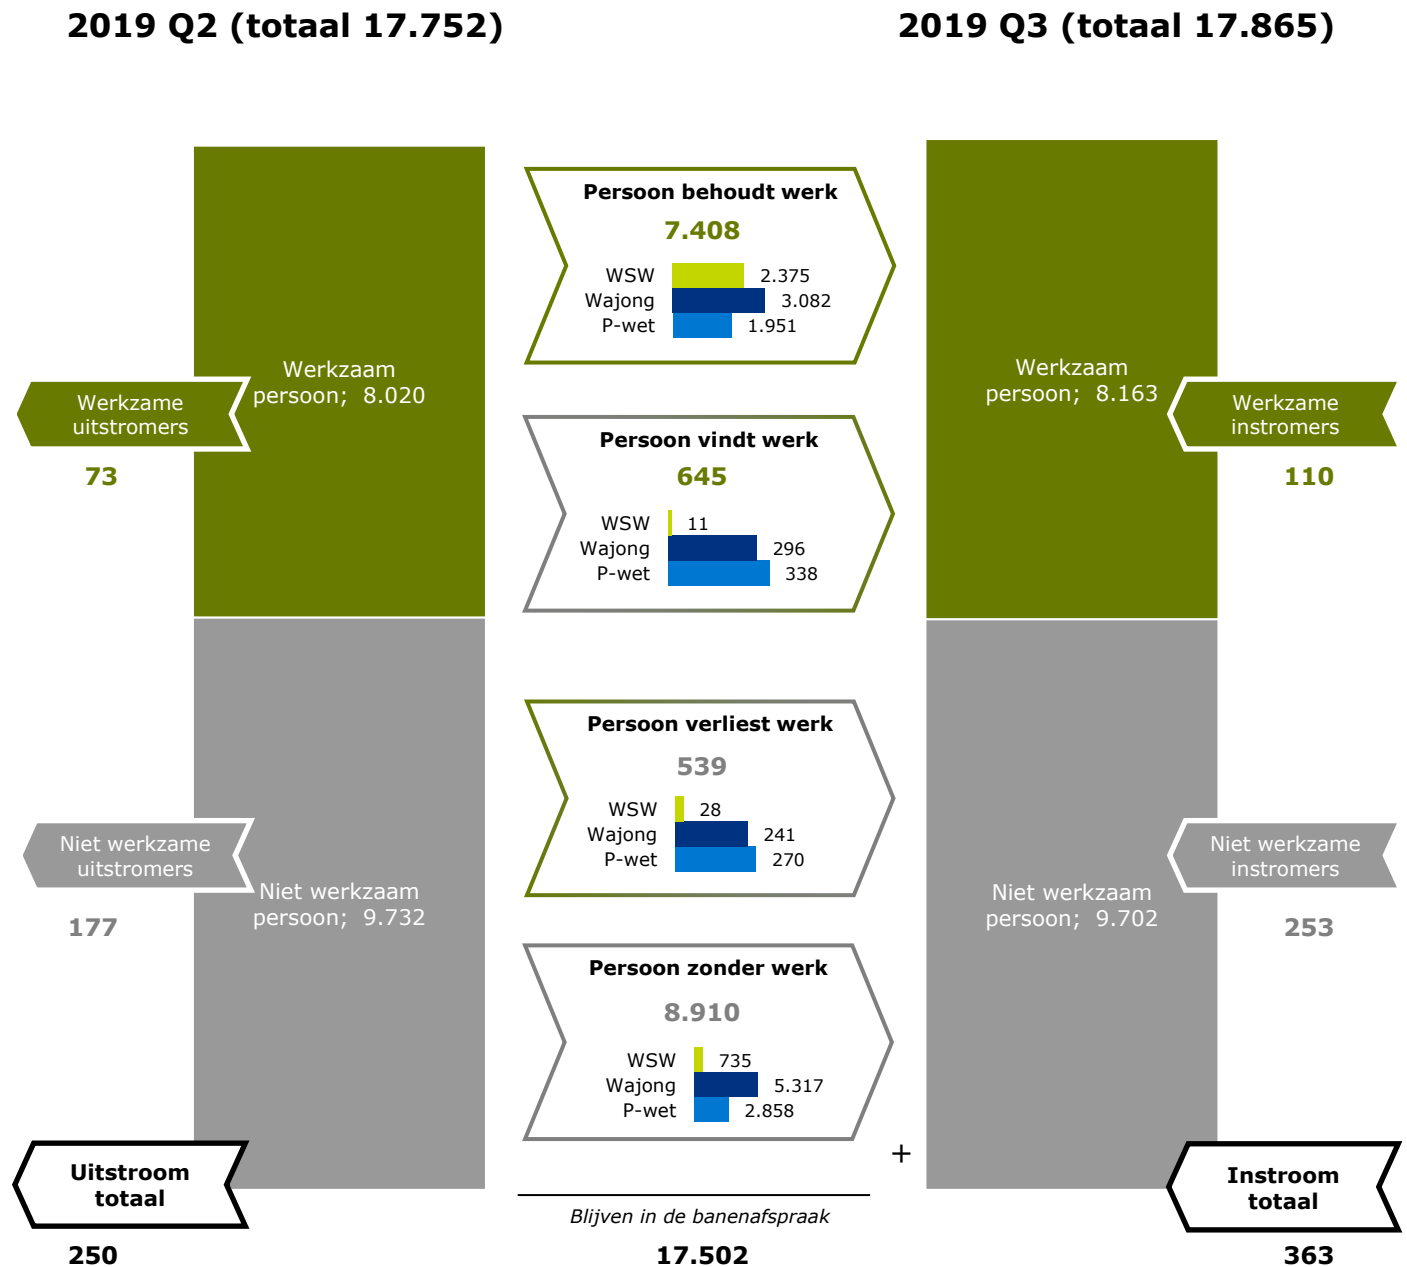 2019 Q2 (totaal 17.752)
2019 Q3 (totaal 17.865)
Werkzaam
persoon;  8.020
Werkzame
uitstromers
73
Niet werkzaam
persoon;  9.732
Niet werkzame
uitstromers
177
Uitstroom
totaal
250
Persoon behoudt werk
7.408
WSW 2.375
Wajong 3.082
P-wet 1.951
Persoon vindt werk
645
WSW 11
Wajong 296
P-wet 338
Persoon verliest werk
539
WSW 28
Wajong 241
P-wet 270
Persoon zonder werk
8.910
WSW 735
Wajong 5.317
P-wet 2.858
+
Blijven in de banenafspraak
17.502
Werkzaam
persoon;  8.163
Werkzame
instromers
110
Niet werkzaam
persoon;  9.702
Niet werkzame
instromers
253
Instroom
totaal
363